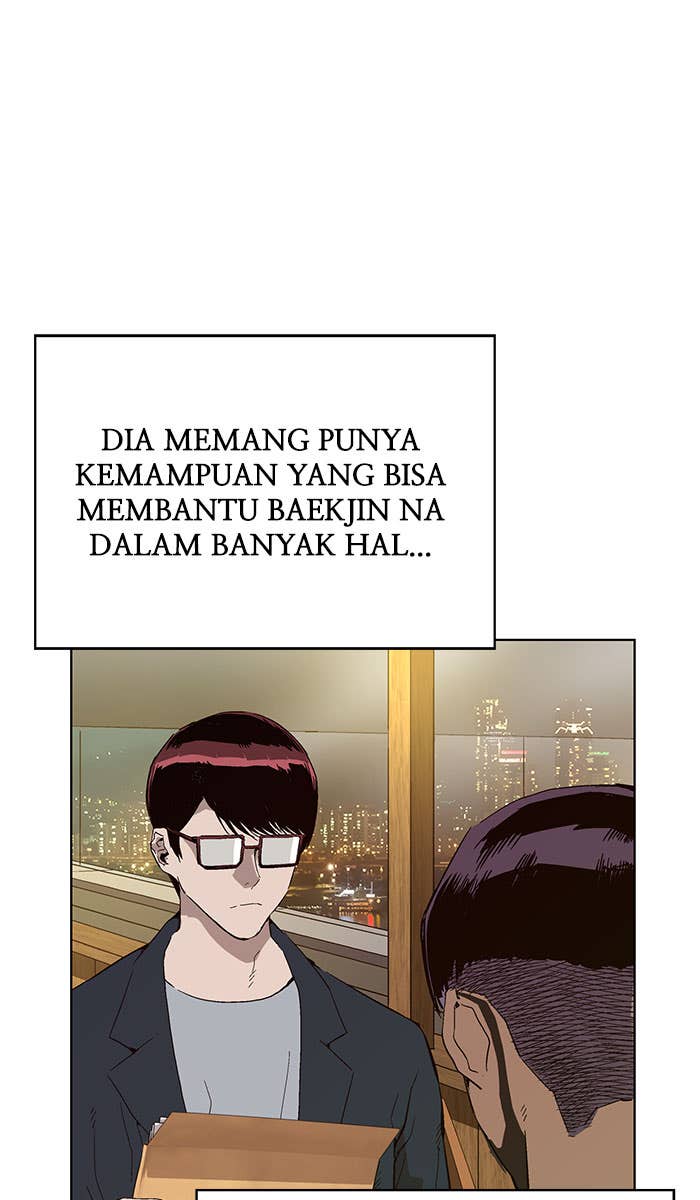 DIA MEMANG PUNYA
KEMAMPUAN YANG BISA
MEMBANTU BAEKJIN NA
DALAM BANYAK HAL...